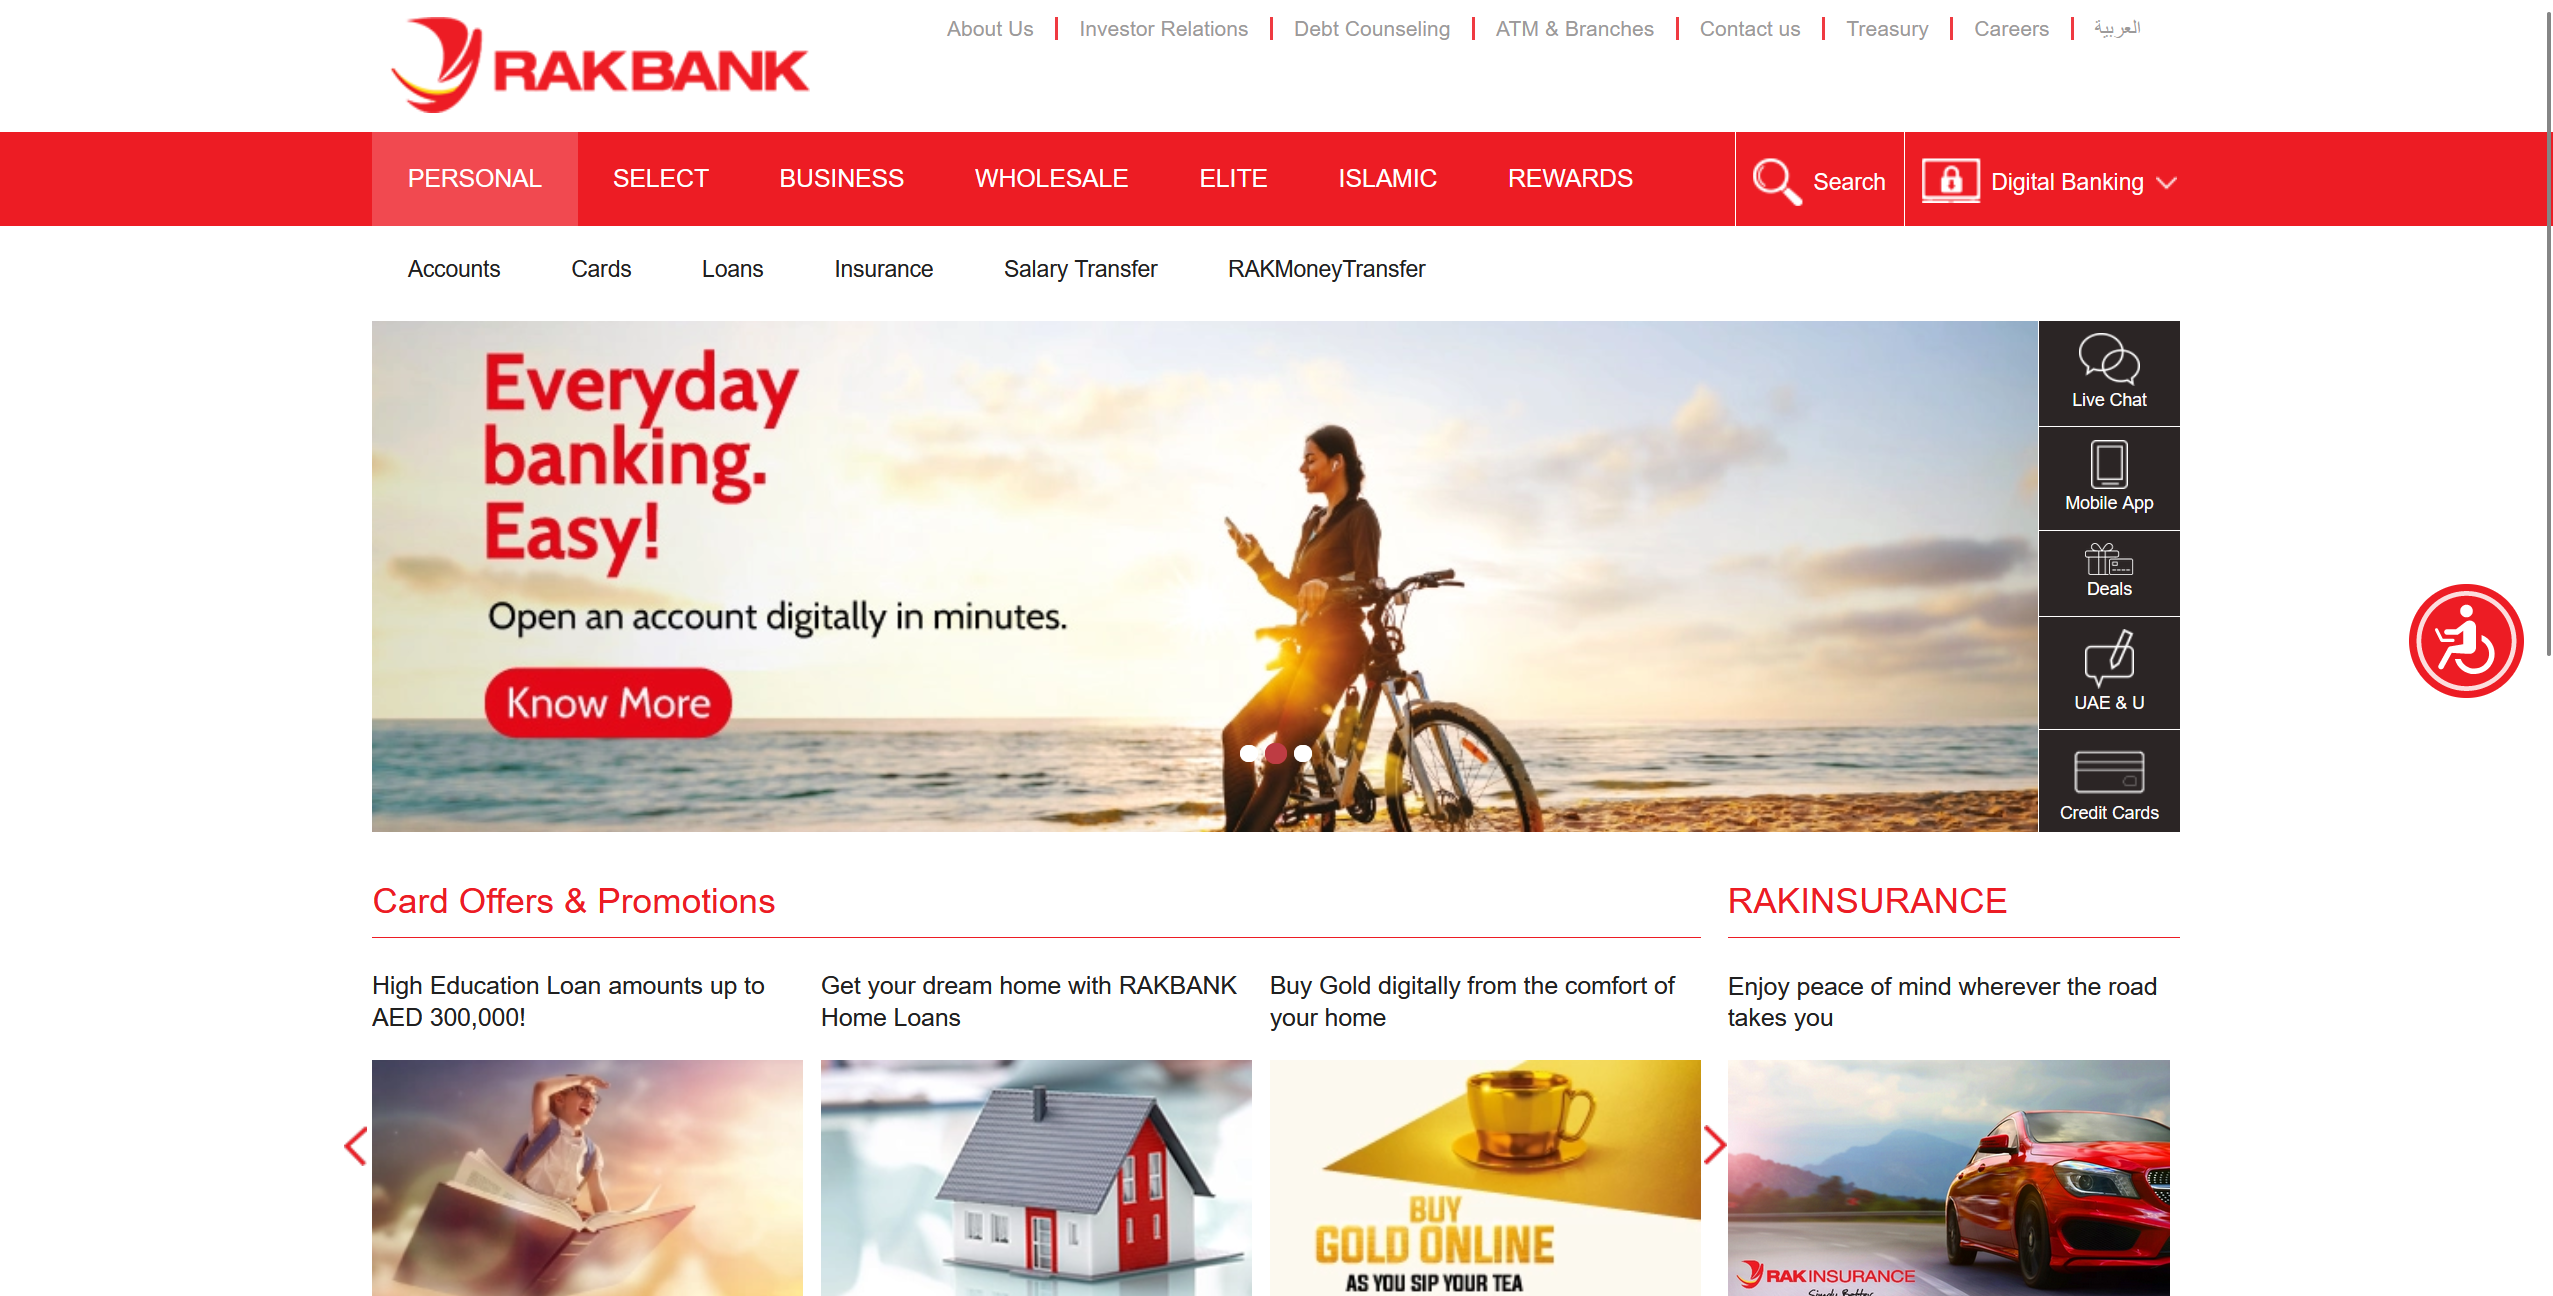 RAKBANK
About Us
Investor Relations
Debt Counseling
ATM & Branches
Contact us
Treasury
Careers
العربية
PERSONAL
SELECT
BUSINESS
WHOLESALE
ELITE
ISLAMIC
REWARDS
Search
Digital Banking
Accounts
Cards
Loans
Insurance
Salary Transfer
RAKMoneyTransfer
Everyday
banking.
Easy!
Open an account digitally in minutes.
Know More
Live Chat
Mobile App
Deals
UAE & U
Credit Cards
Card Offers & Promotions
High Education Loan amounts up to
AED 300,000!
Get your dream home with RAKBANK
Home Loans
Buy Gold digitally from the comfort of
your home
BUY
GOLD ONLINE
AS YOU SIP YOUR TEA
RAKINSURANCE
Enjoy peace of mind wherever the road
takes you
RAKINSURANCE
Simply Better